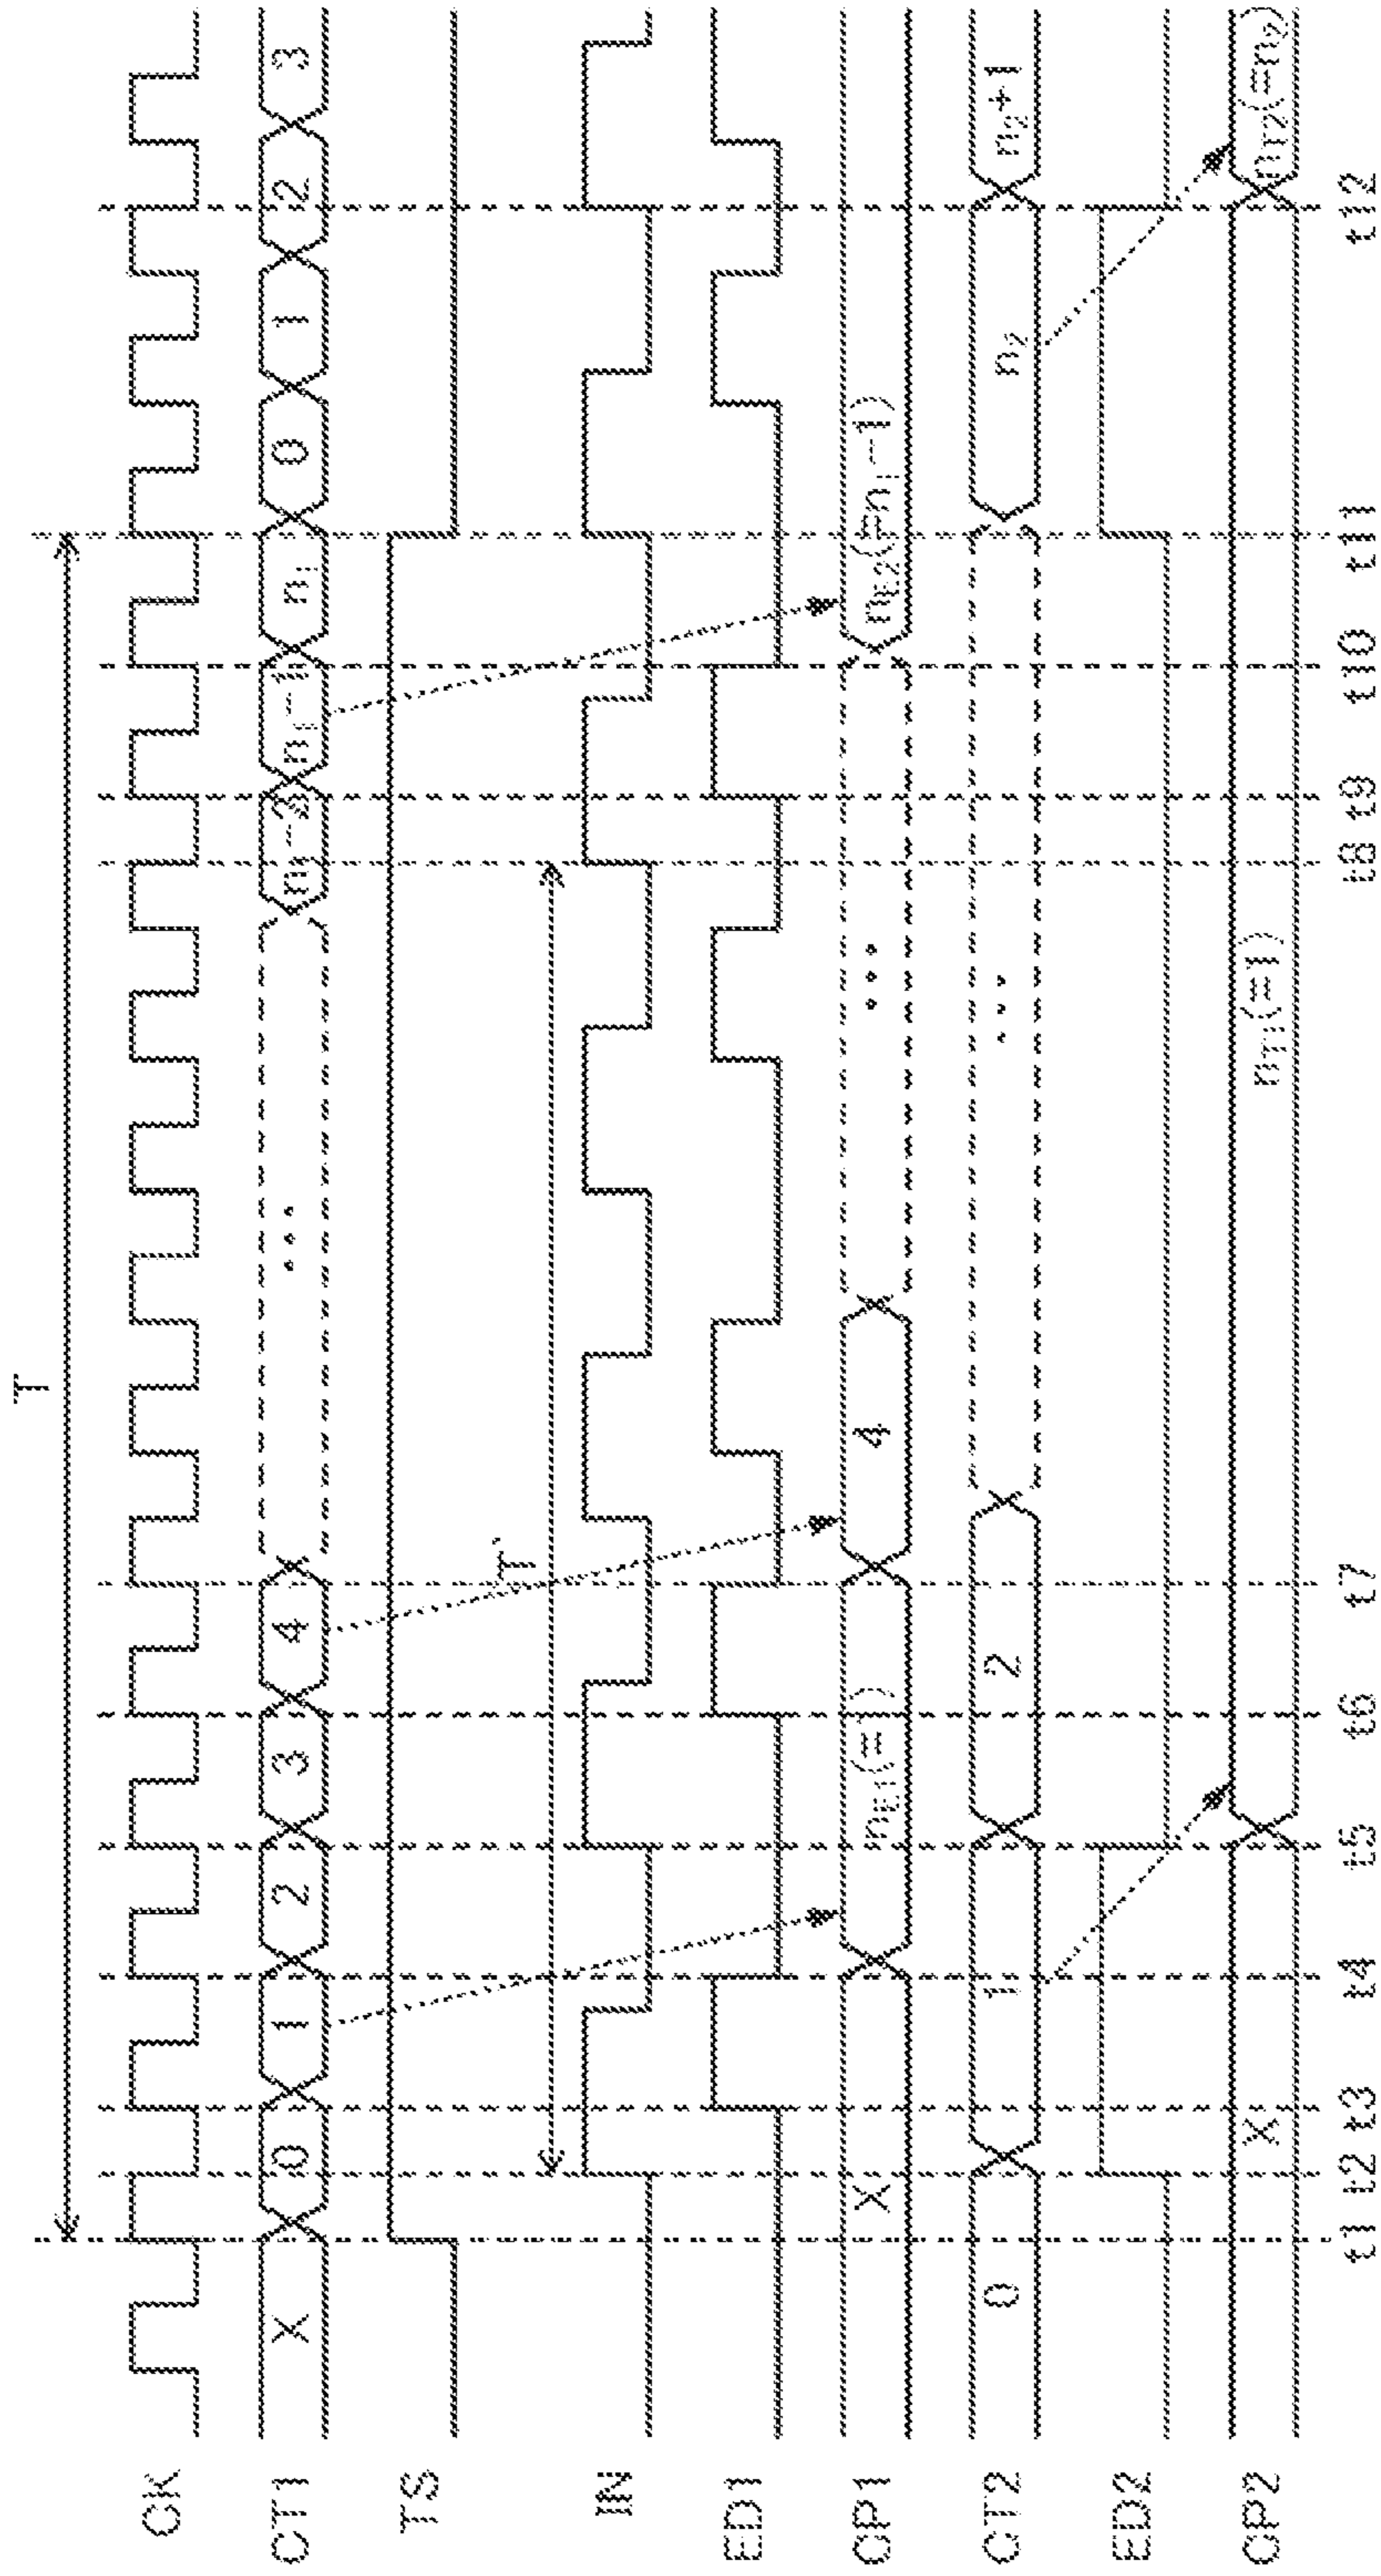 T
CK
CT1 X 0 1 2 3 4 ... n₁-2 n₁-1 n₁ 0 1 2 3
TS
T'
IN
ED1
CP1 X nE1(=1) 4 ... nE2(=n₁-1)
CT2 0 1 2 ... n₂ n₂+1
ED2
CP2 X nT1(=1) nT2(=n₂)
t1 t2 t3 t4 t5 t6 t7 t8 t9 t10 t11 t12